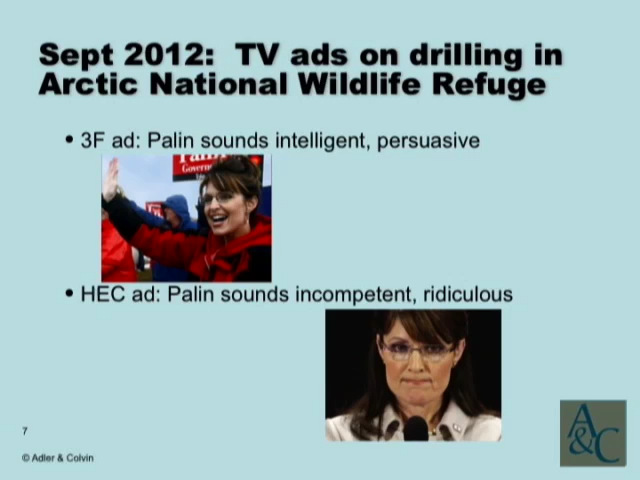 Sept 2012: TV ads on drilling in
Arctic National Wildlife Refuge
• 3F ad: Palin sounds intelligent, persuasive
Governor
• HEC ad: Palin sounds incompetent, ridiculous
7
© Adler & Colvin
A&C